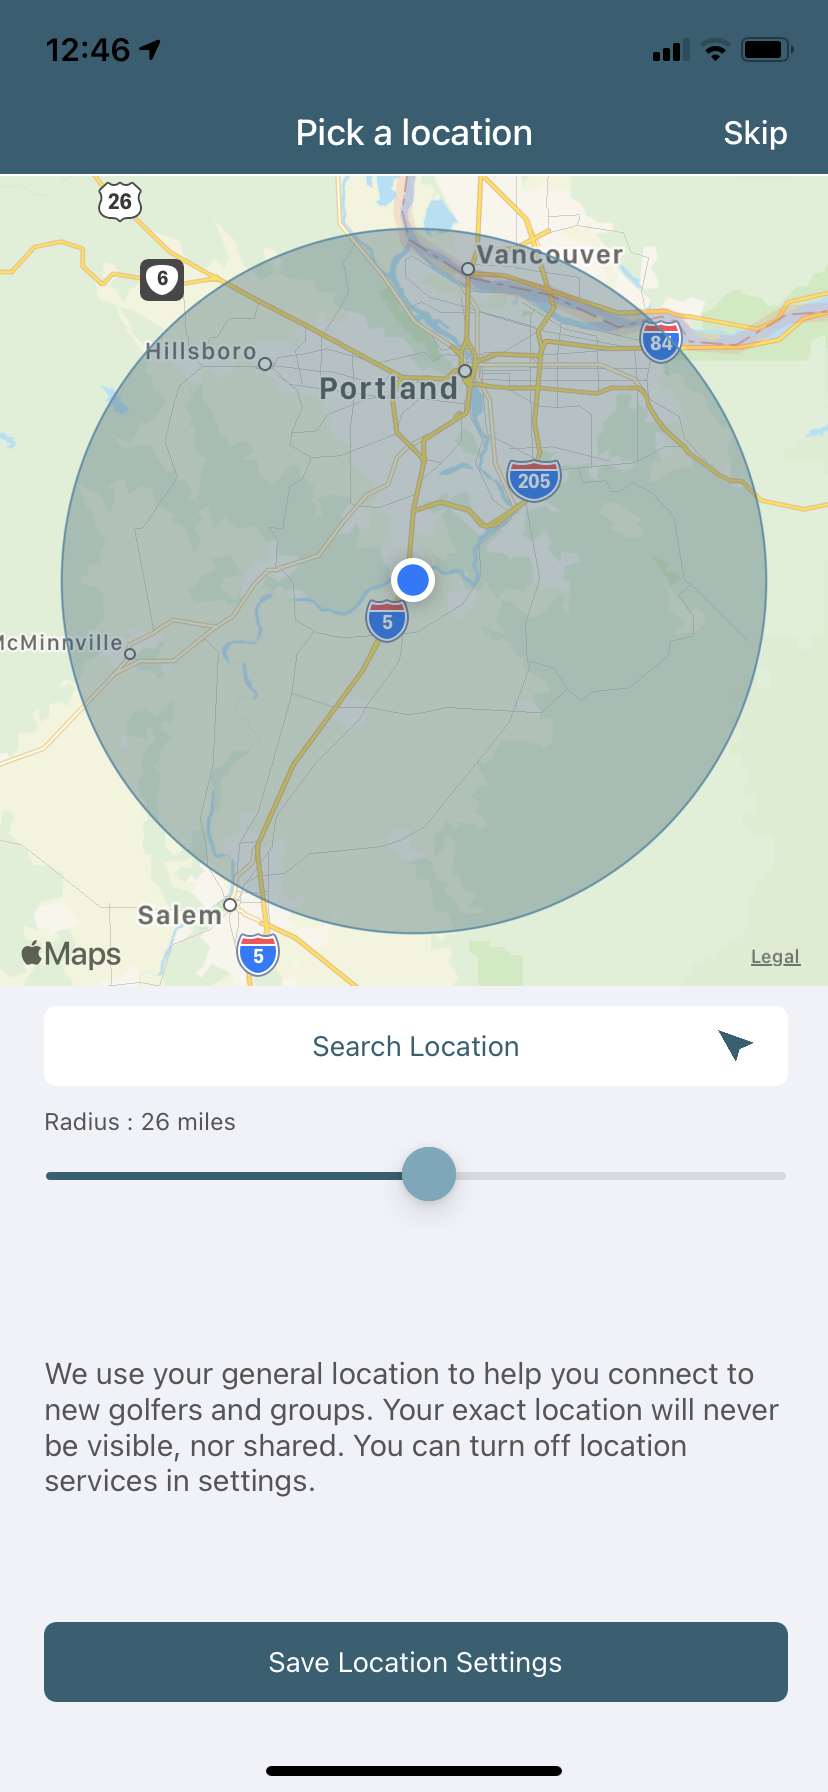 12:46
Pick a location
Skip
26
6
Vancouver
84
Hillsboro
Portland
205
5
McMinnville
Salem
5
Maps
Legal
Search Location
Radius : 26 miles
We use your general location to help you connect to
new golfers and groups. Your exact location will never
be visible, nor shared. You can turn off location
services in settings.
Save Location Settings